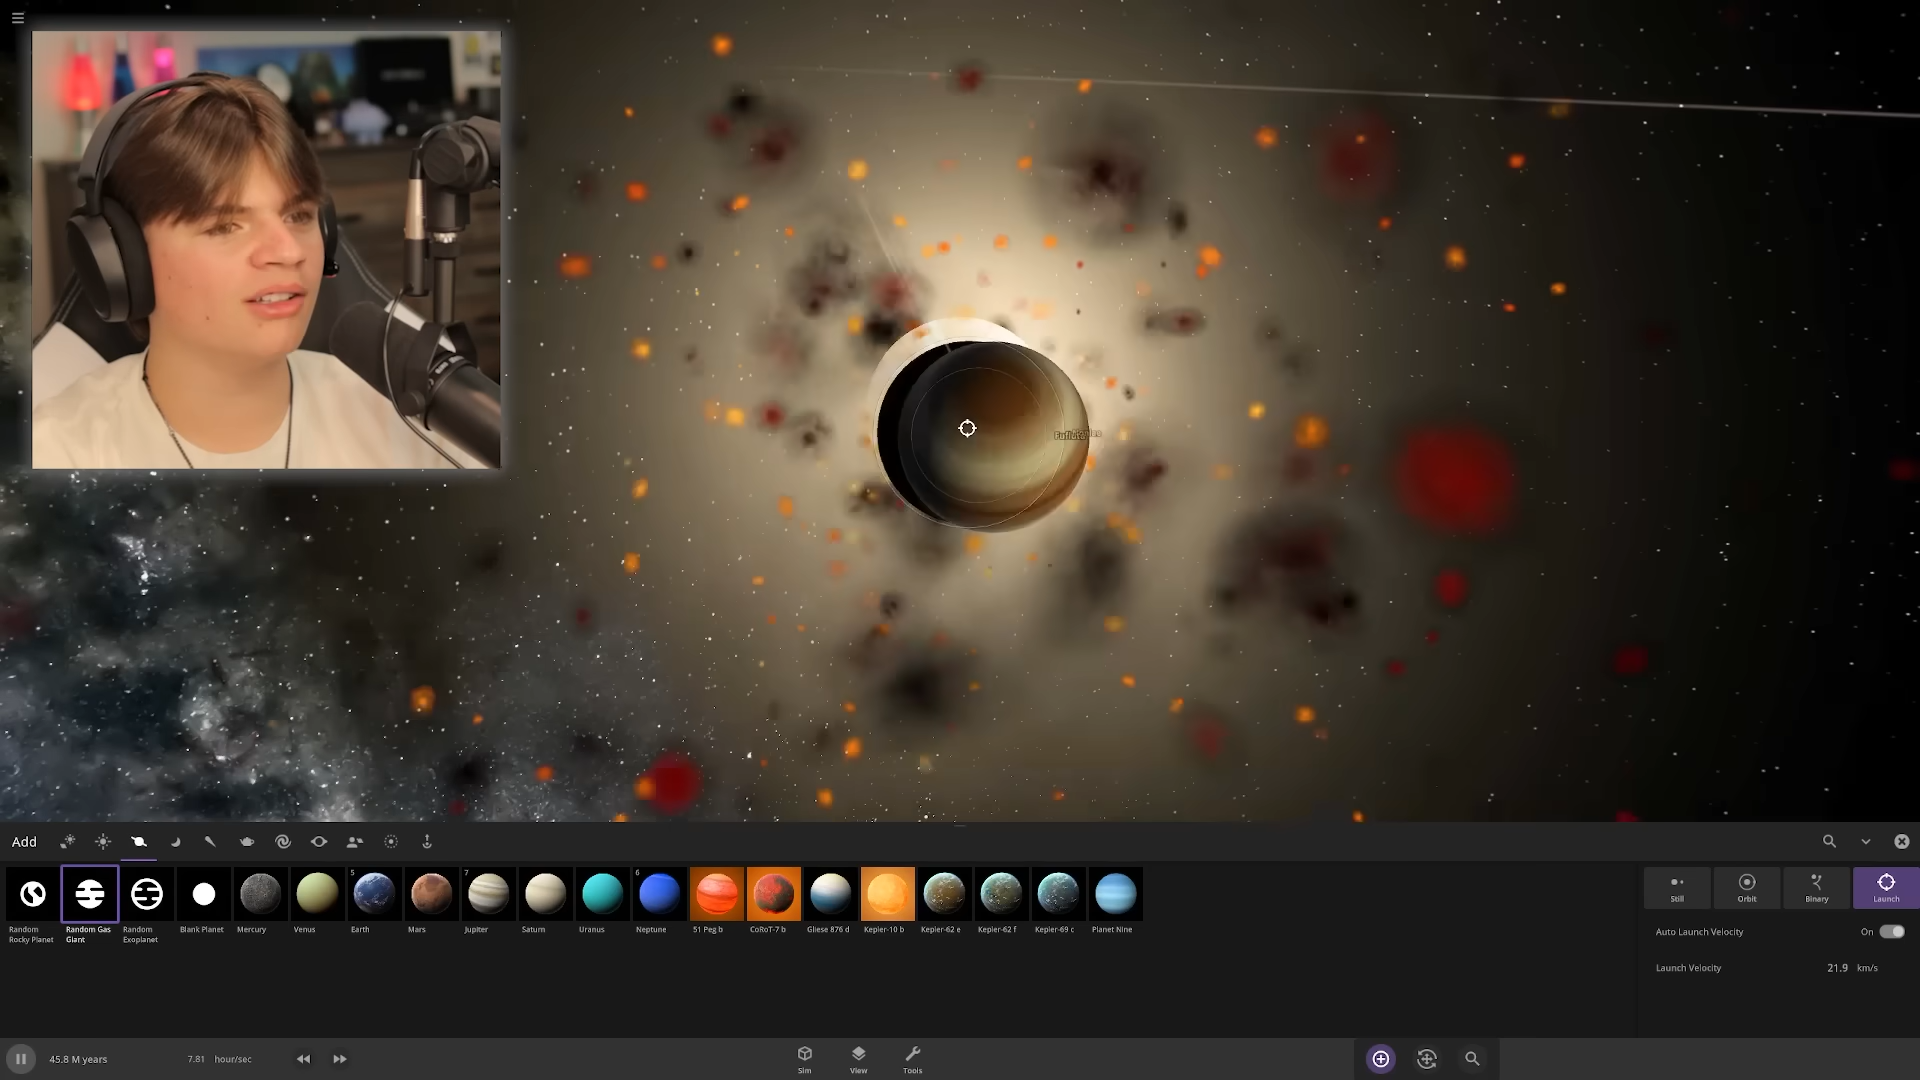 Add
Random Rocky Planet
Random Gas Giant
Random Exoplanet
Blank Planet
Mercury
Venus
5
Earth
Mars
7
Jupiter
Saturn
Uranus
6
Neptune
51 Peg b
CoRoT-7 b
Gliese 876 d
Kepler-10 b
Kepler-62 e
Kepler-62 f
Kepler-69 c
Planet Nine
Still
Orbit
Binary
Launch
Auto Launch Velocity On
Launch Velocity 21.9 km/s
45.8 M years 7.81 hour/sec
Sim
View
Tools